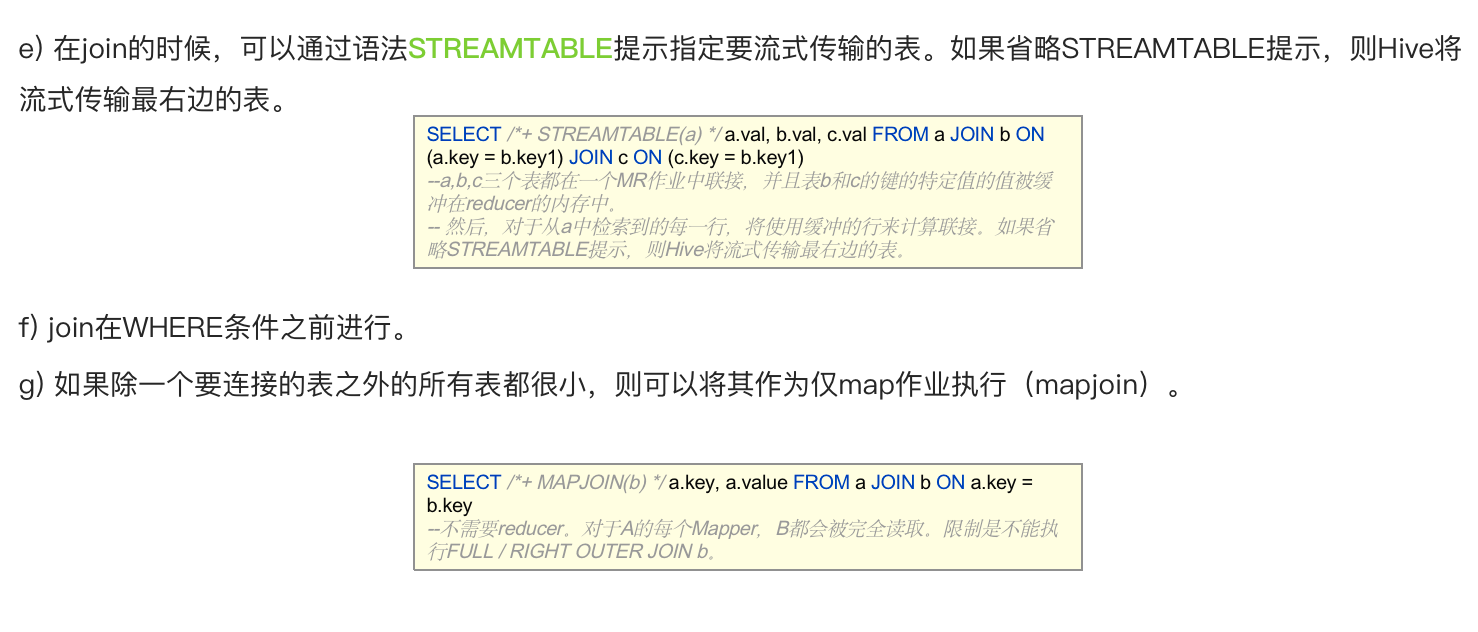 e) 在join的时候，可以通过语法STREAMTABLE提示指定要流式传输的表。如果省略STREAMTABLE提示，则Hive将
流式传输最右边的表。
SELECT /*+ STREAMTABLE(a) */ a.val, b.val, c.val FROM a JOIN b ON
(a.key = b.key1) JOIN c ON (c.key = b.key1)
--a,b,c三个表都在一个MR作业中联接，并且表b和c的键的特定值的值被缓
冲在reducer的内存中。
-- 然后，对于从a中检索到的每一行，将使用缓冲的行来计算联接。如果省
略STREAMTABLE提示，则Hive将流式传输最右边的表。
f) join在WHERE条件之前进行。
g) 如果除一个要连接的表之外的所有表都很小，则可以将其作为仅map作业执行（mapjoin）。
SELECT /*+ MAPJOIN(b) */ a.key, a.value FROM a JOIN b ON a.key =
b.key
--不需要reducer。对于A的每个Mapper，B都会被完全读取。限制是不能执
行FULL / RIGHT OUTER JOIN b。